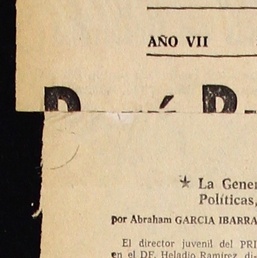 AÑO VII
★ La Gener
Políticas,
por Abraham GARCIA IBARRA
El director juvenil del PRI
en el DF, Heladio Ramírez, di-